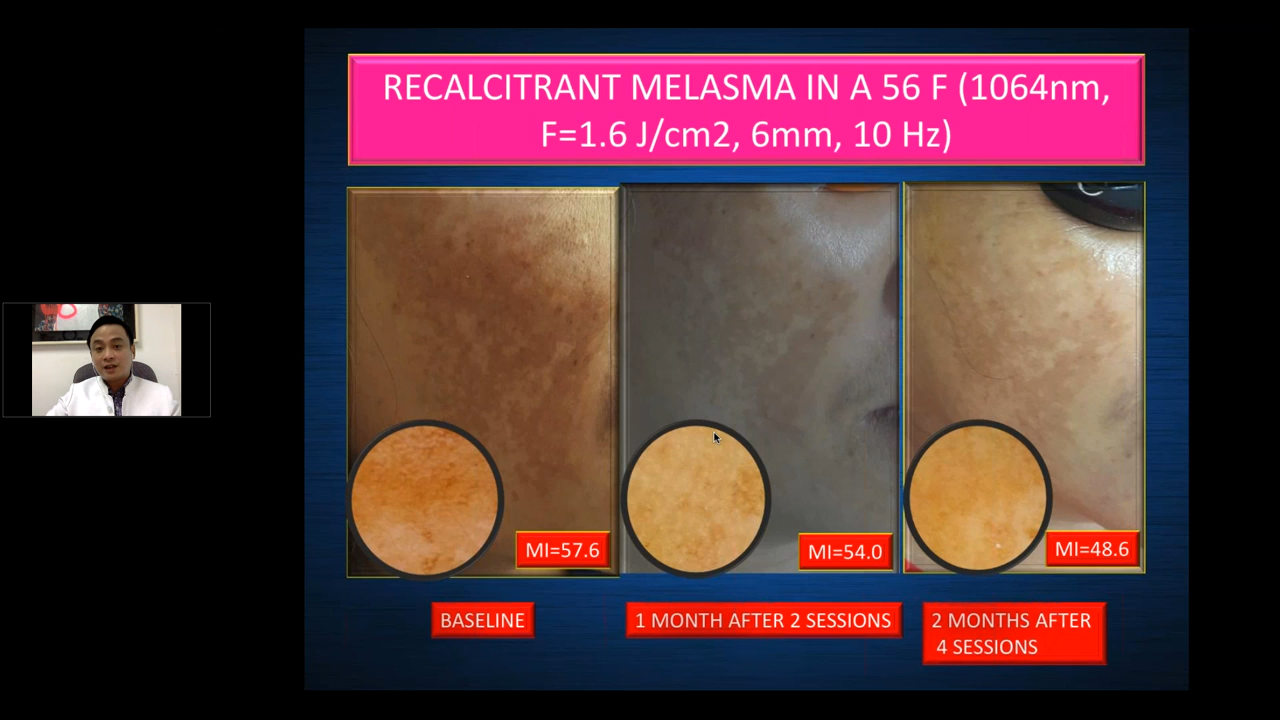 RECALCITRANT MELASMA IN A 56 F (1064nm,
F=1.6 J/cm2, 6mm, 10 Hz)
MI=57.6
MI=54.0
MI=48.6
BASELINE
1 MONTH AFTER 2 SESSIONS
2 MONTHS AFTER
4 SESSIONS